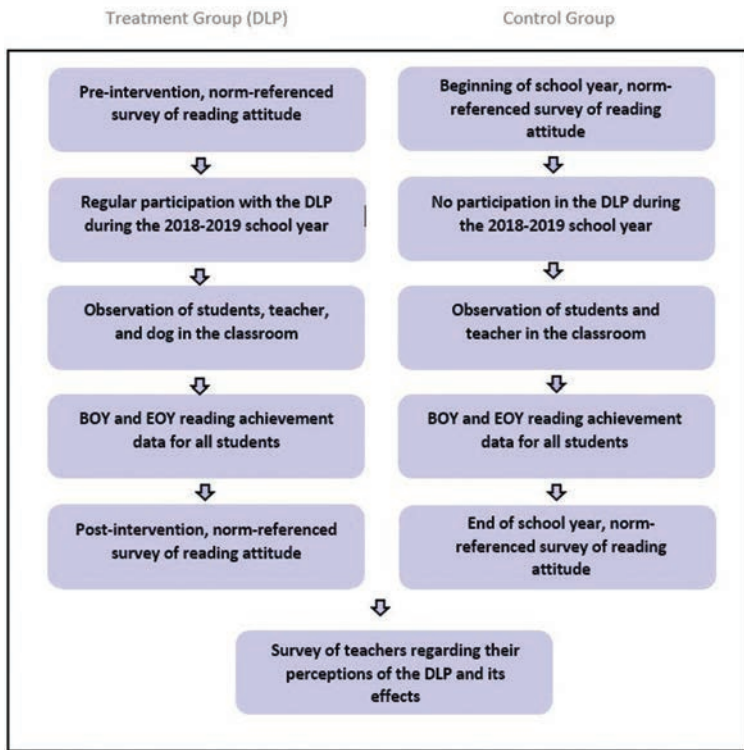 Treatment Group (DLP)
Control Group
Pre-intervention, norm-referenced
survey of reading attitude
Beginning of school year, norm-
referenced survey of reading
attitude
Regular participation with the DLP
during the 2018-2019 school year
No participation in the DLP during
the 2018-2019 school year
Observation of students, teacher,
and dog in the classroom
Observation of students and
teacher in the classroom
BOY and EOY reading achievement
data for all students
BOY and EOY reading achievement
data for all students
Post-intervention, norm-referenced
survey of reading attitude
End of school year, norm-
referenced survey of reading
attitude
Survey of teachers regarding their
perceptions of the DLP and its
effects